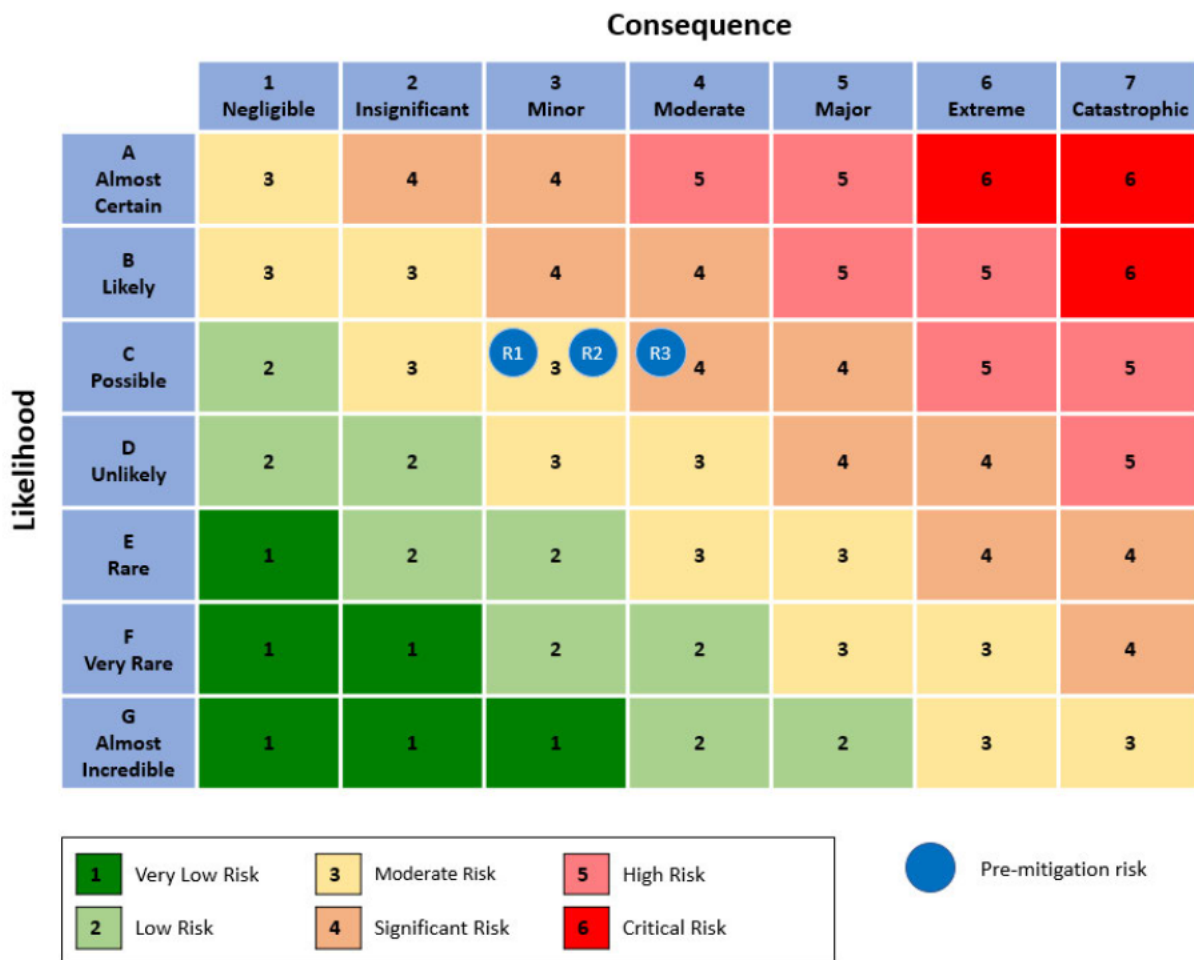 Consequence
1
Negligible
2
Insignificant
3
Minor
4
Moderate
5
Major
6
Extreme
7
Catastrophic
Likelihood
A
Almost
Certain
3
4
4
5
5
6
6
B
Likely
3
3
4
4
5
5
6
C
Possible
2
3
R1
3
R2
R3
4
4
5
5
D
Unlikely
2
2
3
3
4
4
5
E
Rare
1
2
2
3
3
4
4
F
Very Rare
1
1
2
2
3
3
4
G
Almost
Incredible
1
1
1
2
2
3
3
1 Very Low Risk
3 Moderate Risk
5 High Risk
Pre-mitigation risk
2 Low Risk
4 Significant Risk
6 Critical Risk